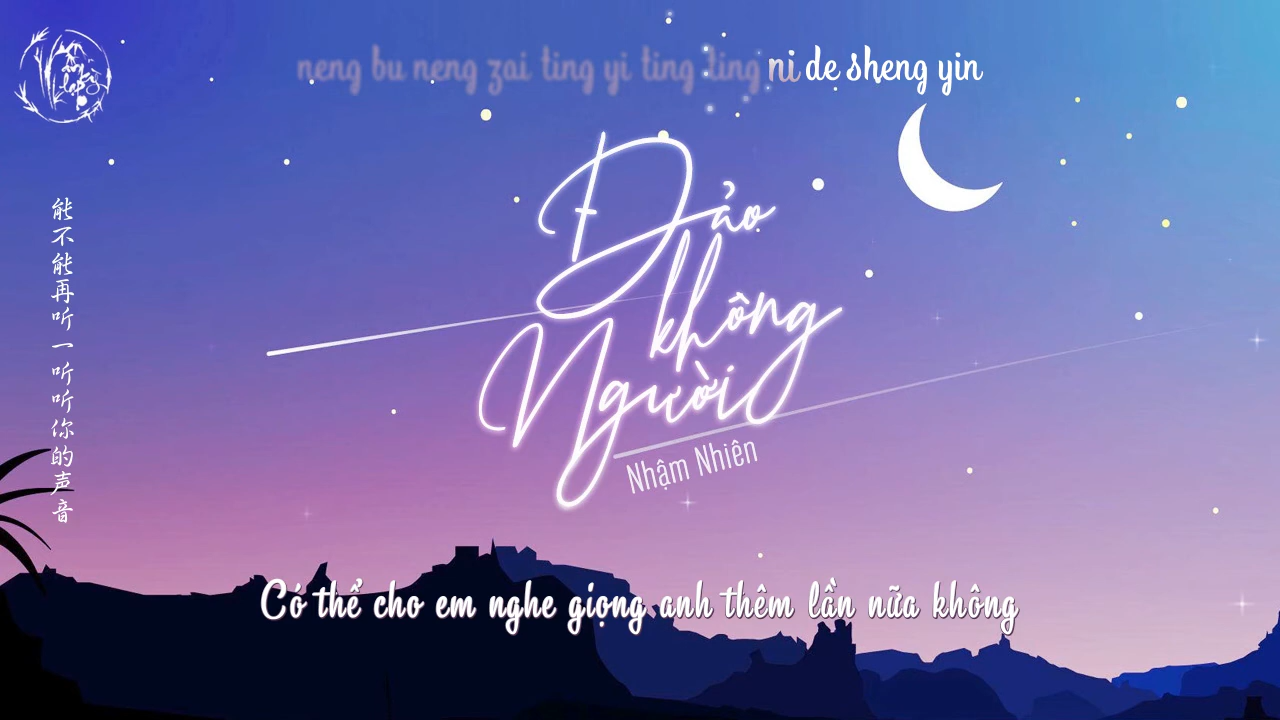 neng bu neng zai ting yi ting ting ni de sheng yin
能不能再听一听听你的声音
Đảo
không
Người
Nhậm Nhiên
Có thể cho em nghe giọng anh thêm lần nữa không